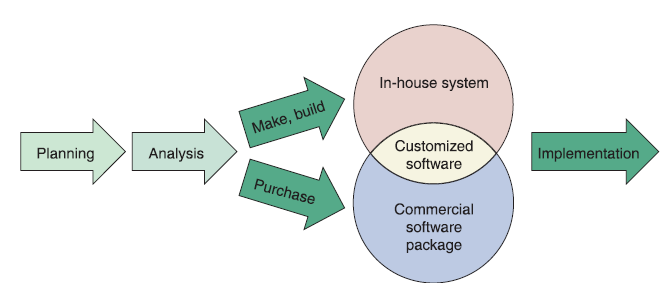 Planning
Analysis
Make, build
Purchase
In-house system
Customized
software
Commercial
software
package
Implementation